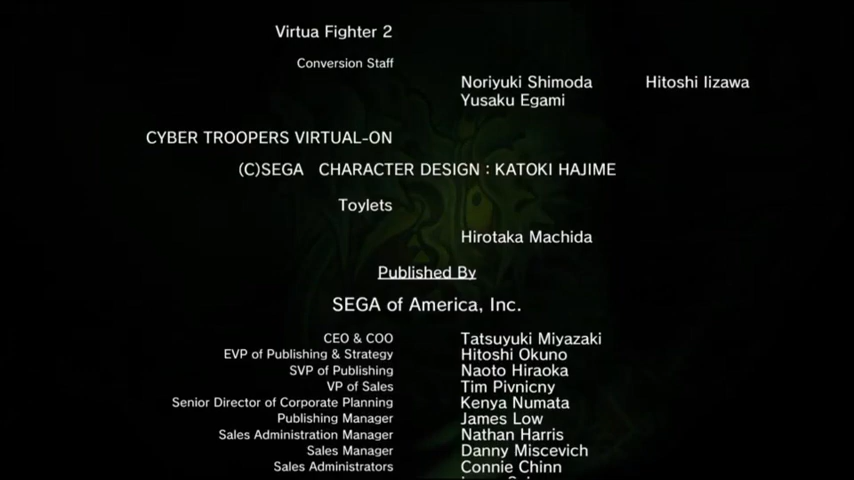 Virtua Fighter 2
Conversion Staff
Noriyuki Shimoda Hitoshi Iizawa
Yusaku Egami
CYBER TROOPERS VIRTUAL-ON
(C)SEGA CHARACTER DESIGN : KATOKI HAJIME
Toylets
Hirotaka Machida
Published By
SEGA of America, Inc.
CEO & COO Tatsuyuki Miyazaki
EVP of Publishing & Strategy Hitoshi Okuno
SVP of Publishing Naoto Hiraoka
VP of Sales Tim Pivnicny
Senior Director of Corporate Planning Kenya Numata
Publishing Manager James Low
Sales Administration Manager Nathan Harris
Sales Manager Danny Miscevich
Sales Administrators Connie Chinn